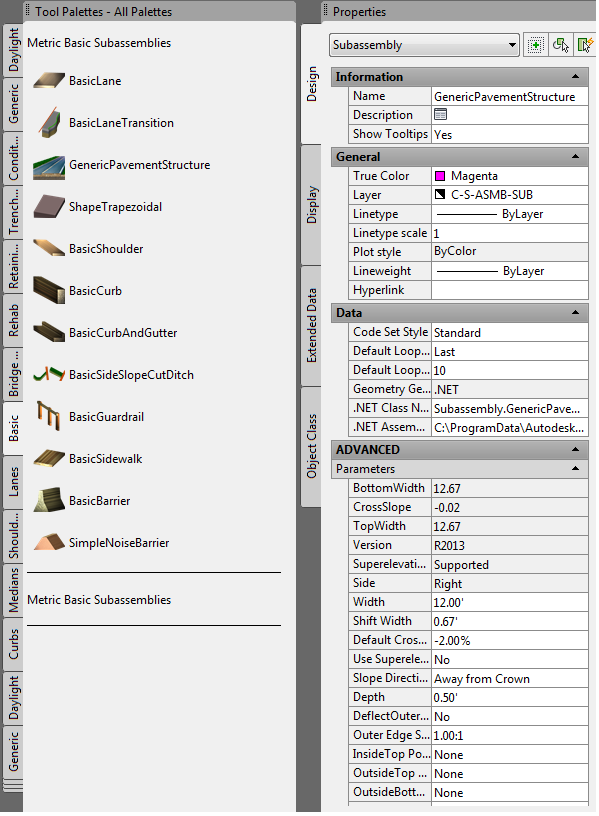 Tool Palettes - All Palettes
Daylight
Generic
Condit...
Trench...
Retaini...
Rehab
Bridge ...
Basic
Lanes
Should...
Medians
Curbs
Daylight
Generic
Metric Basic Subassemblies
BasicLane
BasicLaneTransition
GenericPavementStructure
ShapeTrapezoidal
BasicShoulder
BasicCurb
BasicCurbAndGutter
BasicSideSlopeCutDitch
BasicGuardrail
BasicSidewalk
BasicBarrier
SimpleNoiseBarrier
Metric Basic Subassemblies
Properties
Design
Display
Extended Data
Object Class
Subassembly
Information
Name GenericPavementStructure
Description
Show Tooltips Yes
General
True Color Magenta
Layer C-S-ASMB-SUB
Linetype ByLayer
Linetype scale 1
Plot style ByColor
Lineweight ByLayer
Hyperlink
Data
Code Set Style Standard
Default Loop... Last
Default Loop... 10
Geometry Ge... .NET
.NET Class N... Subassembly.GenericPave...
.NET Assem... C:\ProgramData\Autodesk...
ADVANCED
Parameters
BottomWidth 12.67
CrossSlope -0.02
TopWidth 12.67
Version R2013
Superelevati... Supported
Side Right
Width 12.00'
Shift Width 0.67'
Default Cros... -2.00%
Use Superele... No
Slope Directi... Away from Crown
Depth 0.50'
DeflectOuter... No
Outer Edge S... 1.00:1
InsideTop Po... None
OutsideTop ... None
OutsideBott... None